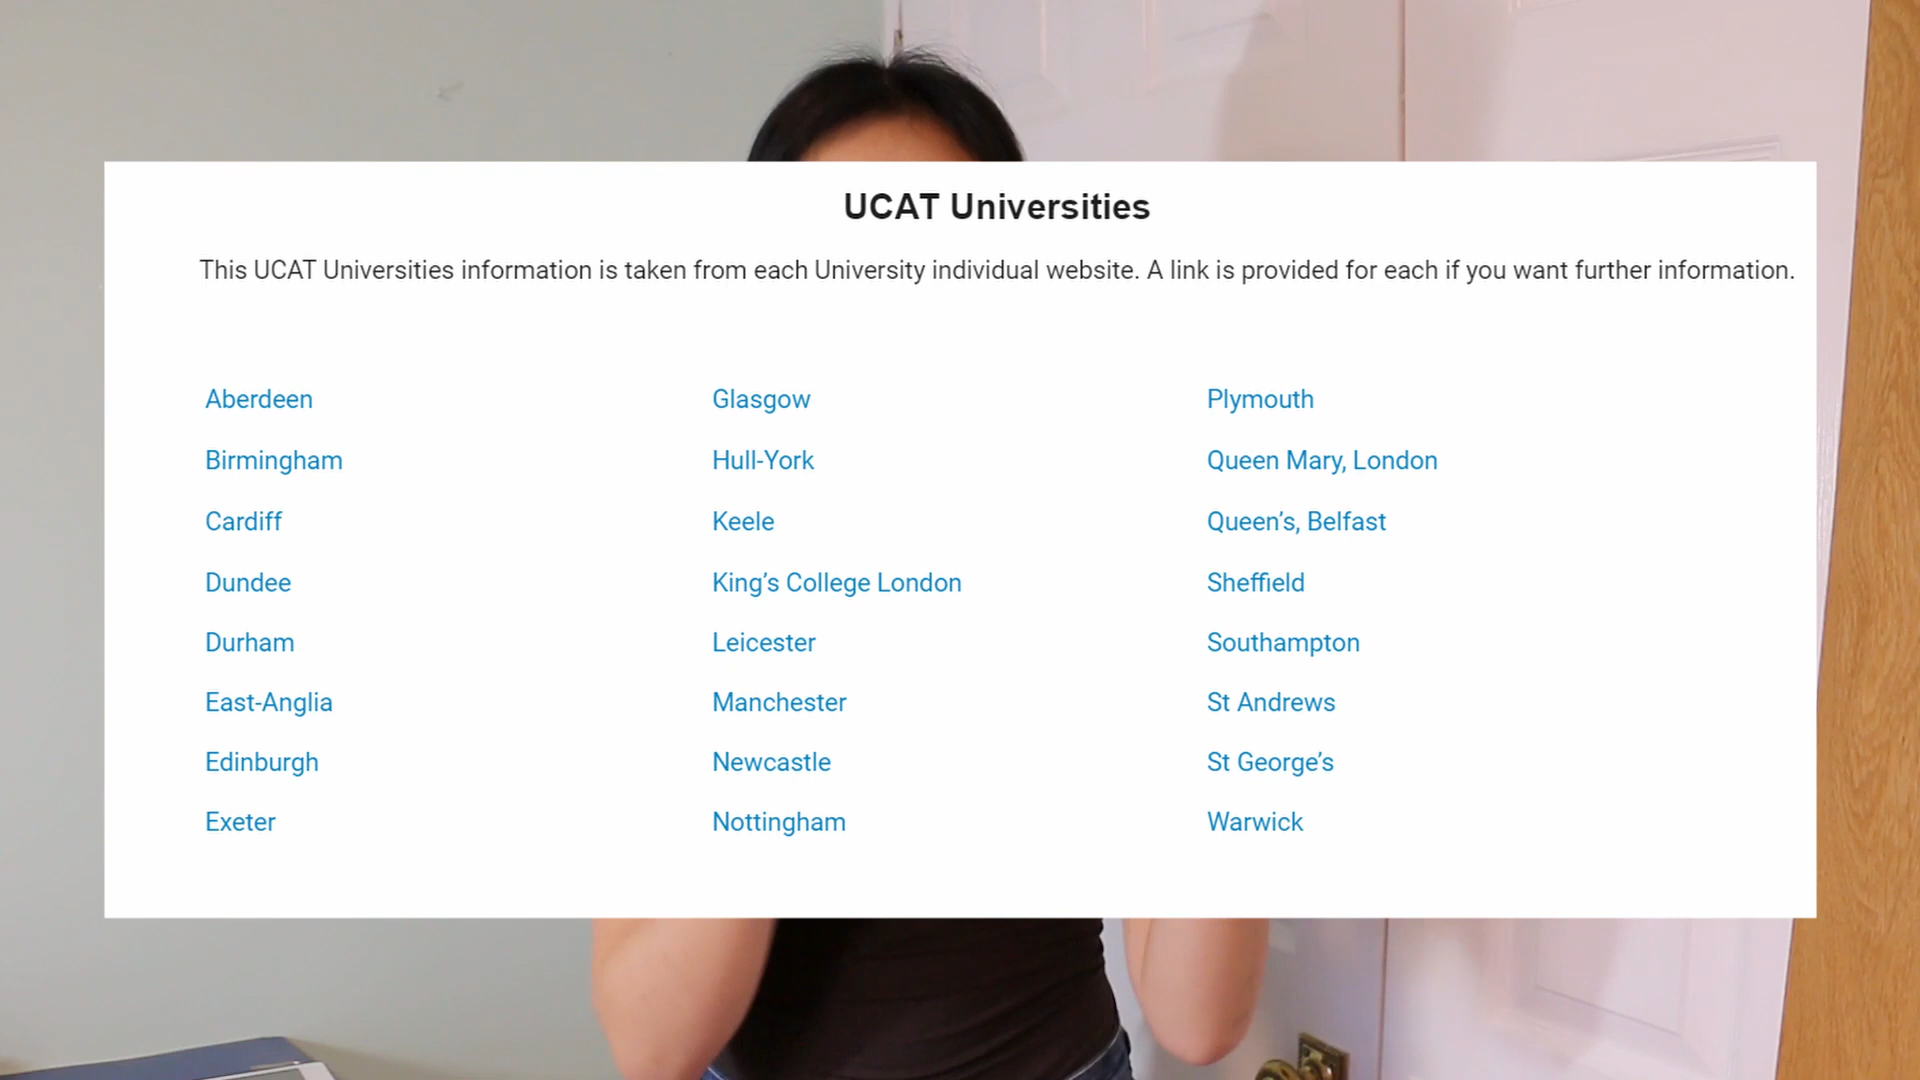 UCAT Universities
This UCAT Universities information is taken from each University individual website. A link is provided for each if you want further information.
Aberdeen
Birmingham
Cardiff
Dundee
Durham
East-Anglia
Edinburgh
Exeter
Glasgow
Hull-York
Keele
King’s College London
Leicester
Manchester
Newcastle
Nottingham
Plymouth
Queen Mary, London
Queen’s, Belfast
Sheffield
Southampton
St Andrews
St George’s
Warwick